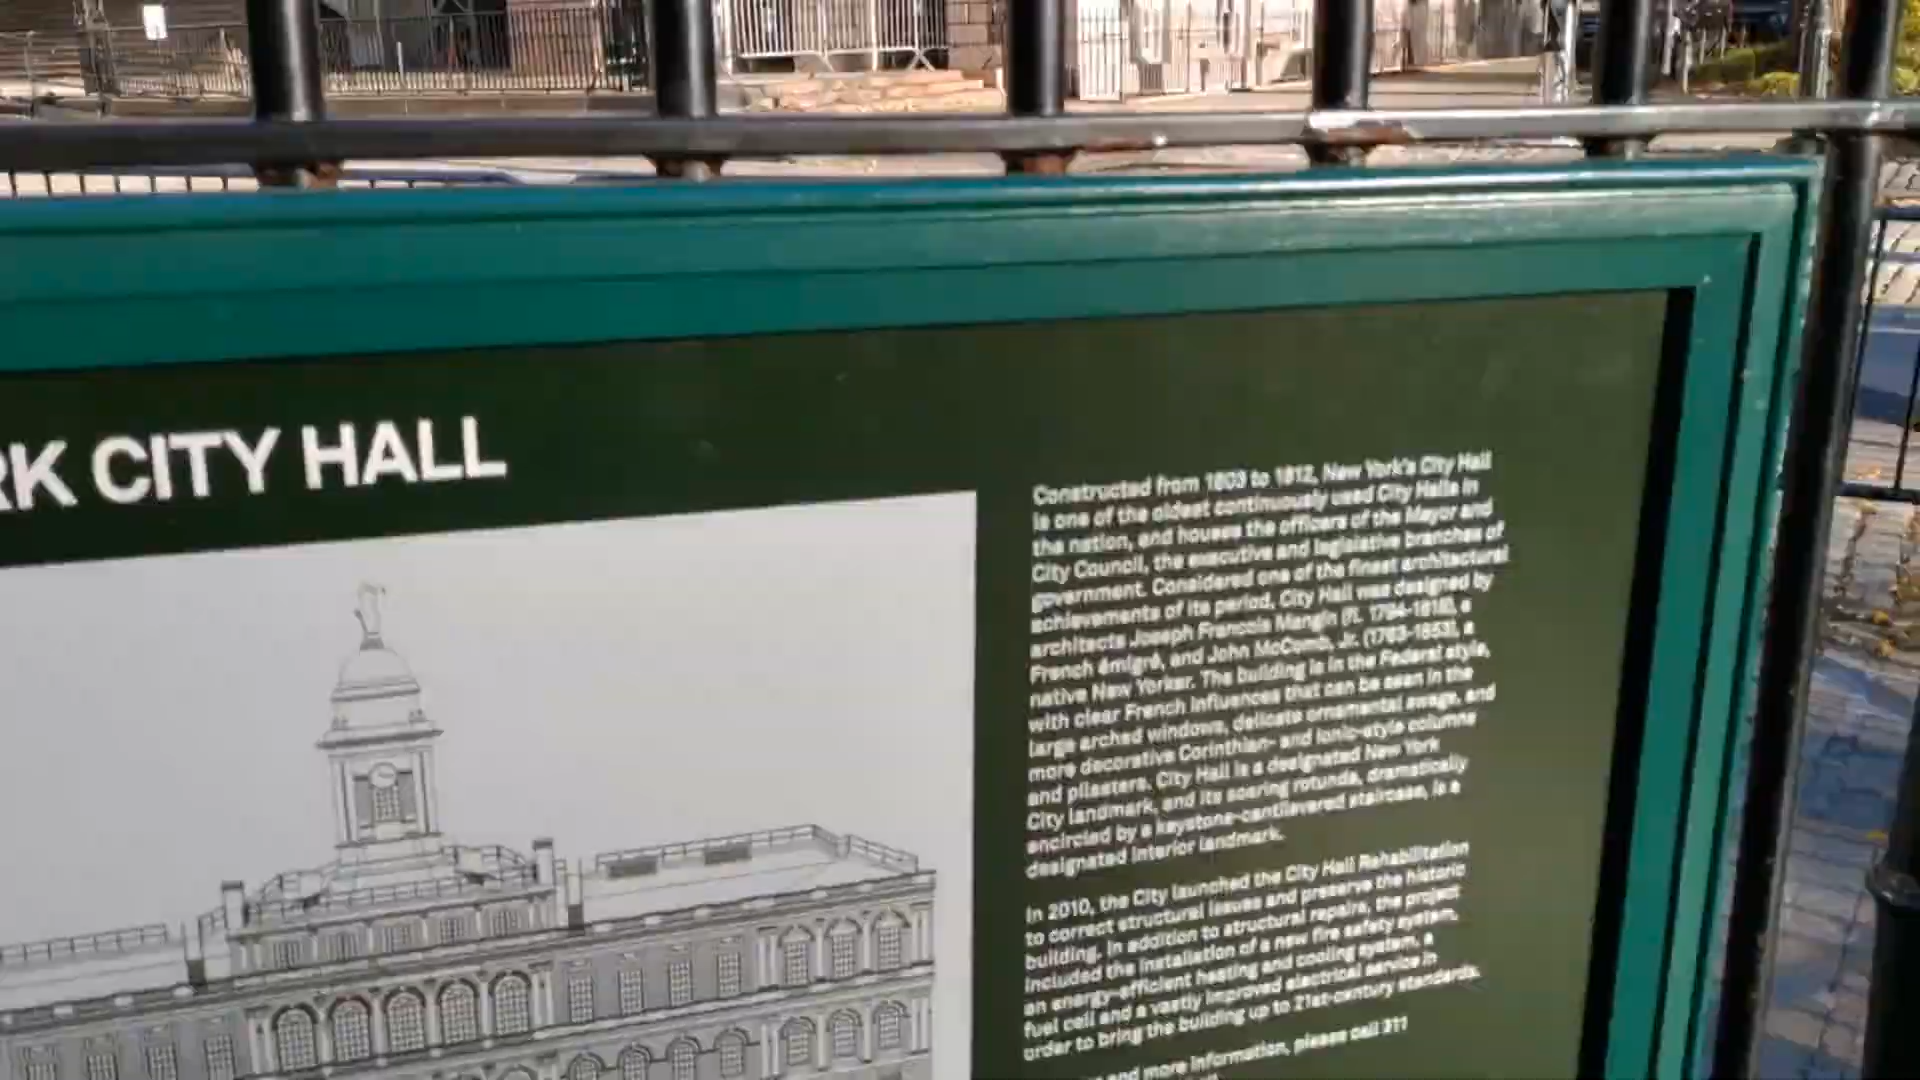 RK CITY HALL
Constructed from 1803 to 1812, New York's City Hall
is one of the oldest continuously used City Halls in
the nation, and houses the officers of the Mayor and
City Council, the executive and legislative branches of
government. Considered one of the finest architectural
achievements of its period, City Hall was designed by
architects Joseph Francois Mangin (fl. 1794-1818), a
French émigré, and John McComb, Jr. (1763-1853), a
native New Yorker. The building is in the Federal style,
with clear French influences that can be seen in the
large arched windows, delicate ornamental swags, and
more decorative Corinthian- and Ionic-style columns
and pilasters. City Hall is a designated New York
City landmark, and its soaring rotunda, dramatically
encircled by a keystone-cantilevered staircase, is a
designated interior landmark.
In 2010, the City launched the City Hall Rehabilitation
to correct structural issues and preserve the historic
building. In addition to structural repairs, the project
included the installation of a new fire safety system,
an energy-efficient heating and cooling system, a
fuel cell and a vastly improved electrical service in
order to bring the building up to 21st-century standards.
and more information, please call 311